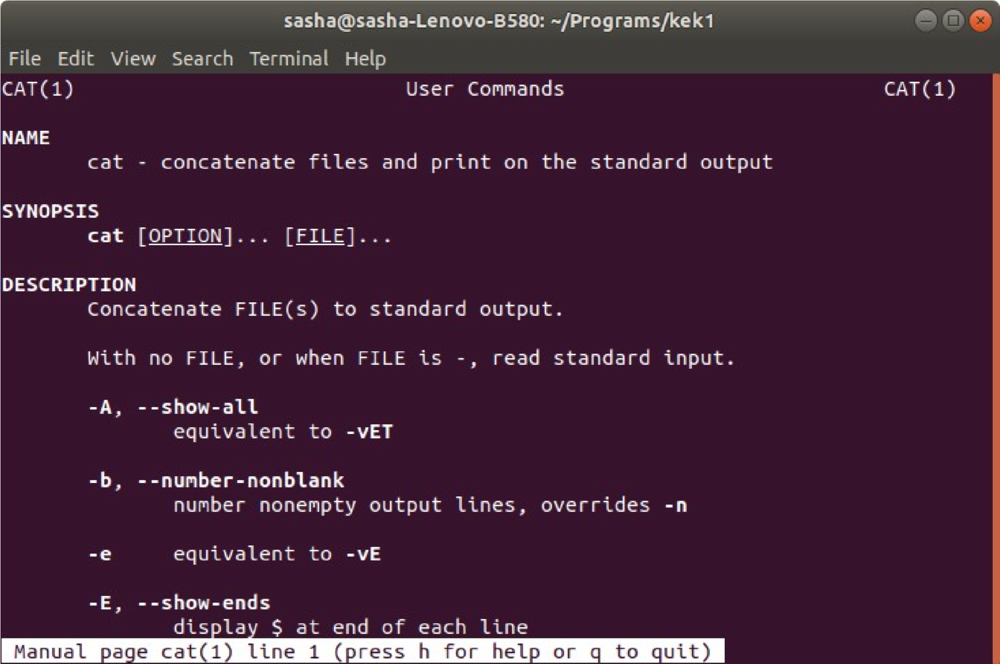 sasha@sasha-Lenovo-B580: ~/Programs/kek1
File Edit View Search Terminal Help
CAT(1) User Commands CAT(1)
NAME
cat - concatenate files and print on the standard output
SYNOPSIS
cat [OPTION]... [FILE]...
DESCRIPTION
Concatenate FILE(s) to standard output.
With no FILE, or when FILE is -, read standard input.
-A, --show-all
equivalent to -vET
-b, --number-nonblank
number nonempty output lines, overrides -n
-e equivalent to -vE
-E, --show-ends
display $ at end of each line
Manual page cat(1) line 1 (press h for help or q to quit)